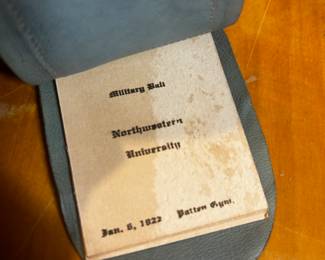 Military Ball
Northwestern
University
Jan. 6, 1922 Patten Gym.